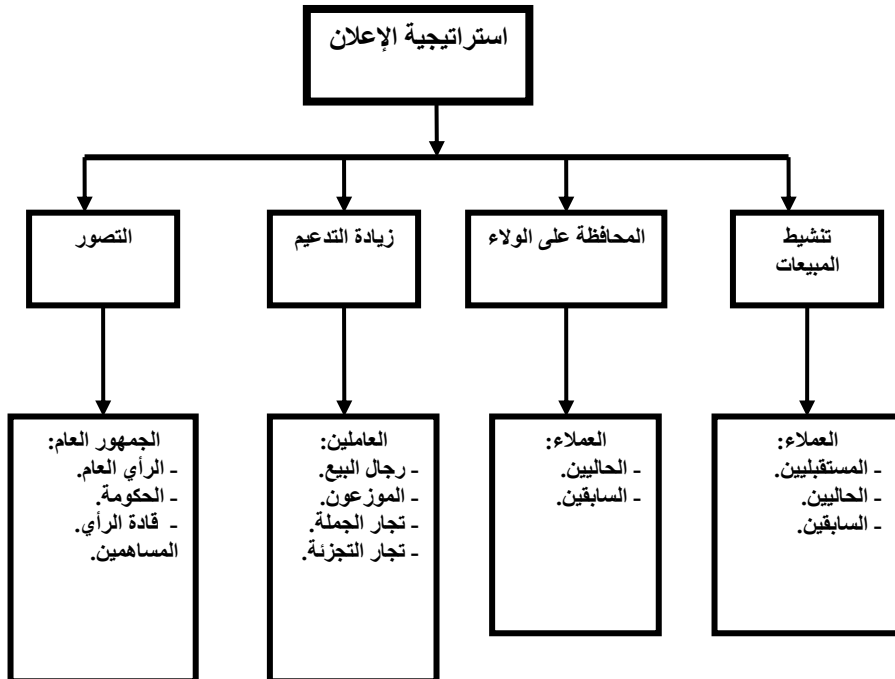 استراتيجية الإعلان
تنشيط
المبيعات
المحافظة على الولاء
زيادة التدعيم
التصور
العملاء:
- المستقبليين.
- الحاليين.
- السابقين.
العملاء:
- الحاليين.
- السابقين.
العاملين:
- رجال البيع.
- الموزعون.
- تجار الجملة.
- تجار التجزئة.
الجمهور العام:
- الرأي العام.
- الحكومة.
- قادة الرأي.
المساهمين.